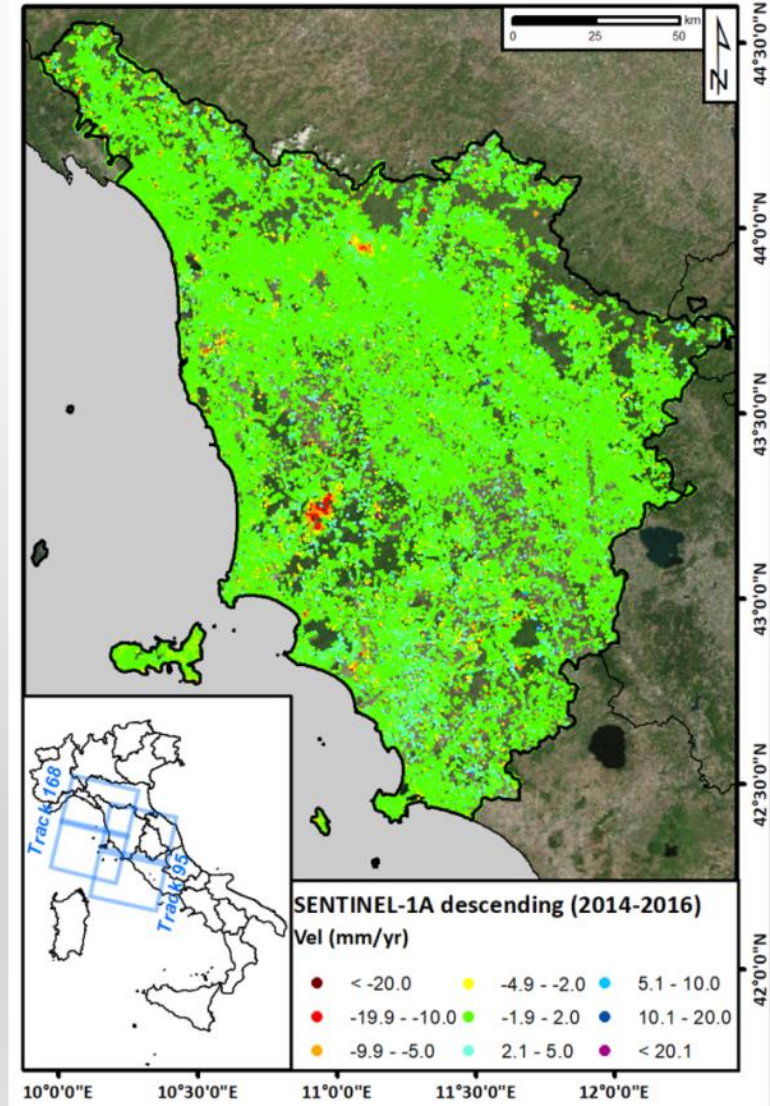 km
0 25 50
N
44°30'0"N
44°0'0"N
43°30'0"N
43°0'0"N
42°30'0"N
42°0'0"N
Track 168
Track 95
SENTINEL-1A descending (2014-2016)
Vel (mm/yr)
< -20.0 -4.9 - -2.0 5.1 - 10.0
-19.9 - -10.0 -1.9 - 2.0 10.1 - 20.0
-9.9 - -5.0 2.1 - 5.0 < 20.1
10°0'0"E 10°30'0"E 11°0'0"E 11°30'0"E 12°0'0"E